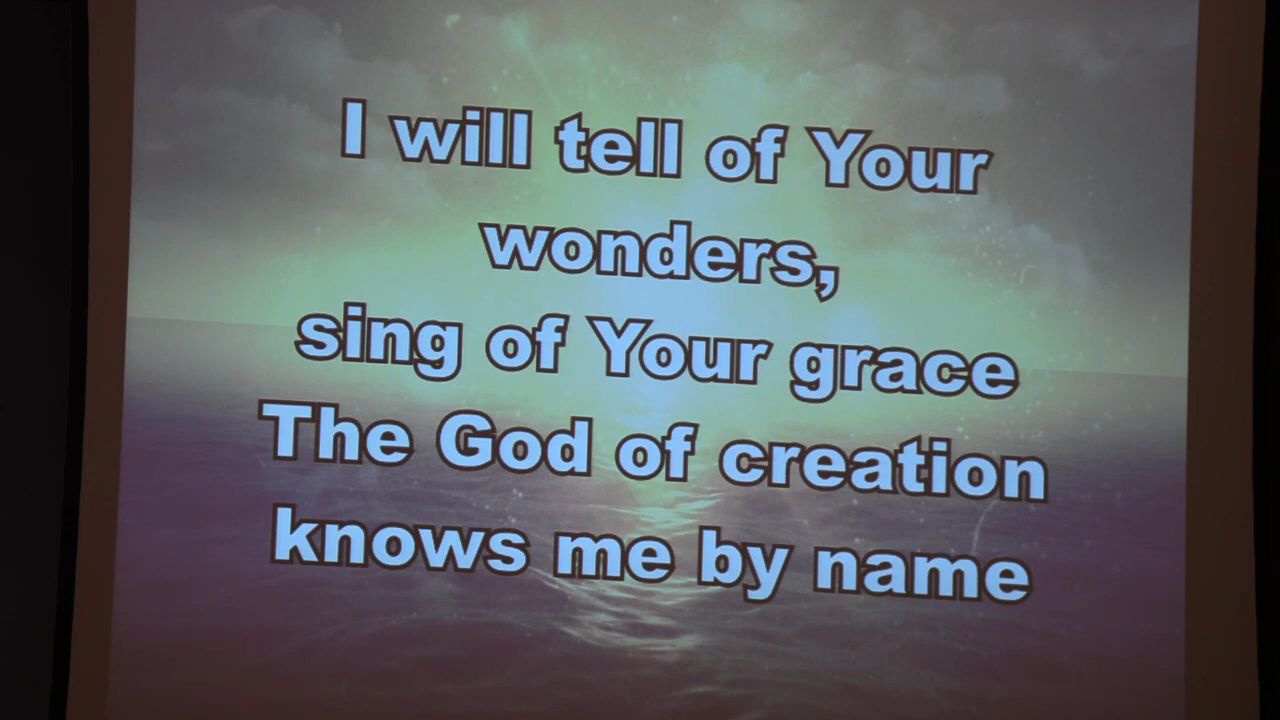 I will tell of Your
wonders,
sing of Your grace
The God of creation
knows me by name